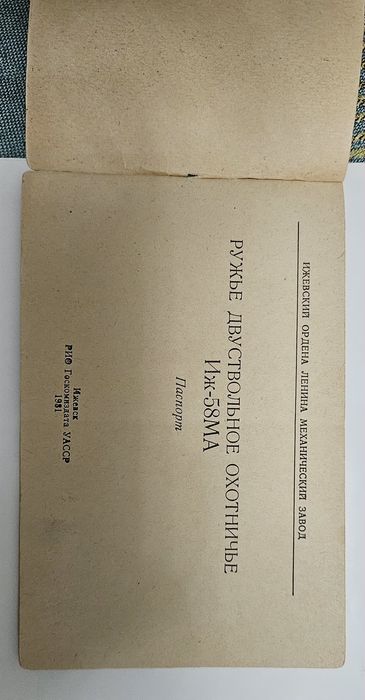 ИЖЕВСКИЙ ОРДЕНА ЛЕНИНА МЕХАНИЧЕСКИЙ ЗАВОД
РУЖЬЕ ДВУСТВОЛЬНОЕ ОХОТНИЧЬЕ
Иж-58МА
Паспорт
Ижевск
РИО Госкомиздата УАССР
1981